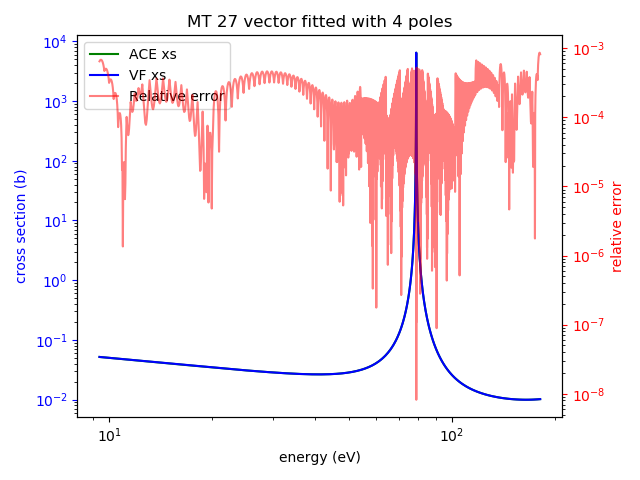 MT 27 vector fitted with 4 poles
ACE xs
VF xs
Relative error
cross section (b)
10⁴
10³
10²
10¹
10⁰
10⁻¹
10⁻²
10⁻³
10⁻⁴
10⁻⁵
10⁻⁶
10⁻⁷
10⁻⁸
relative error
10¹ 10²
energy (eV)